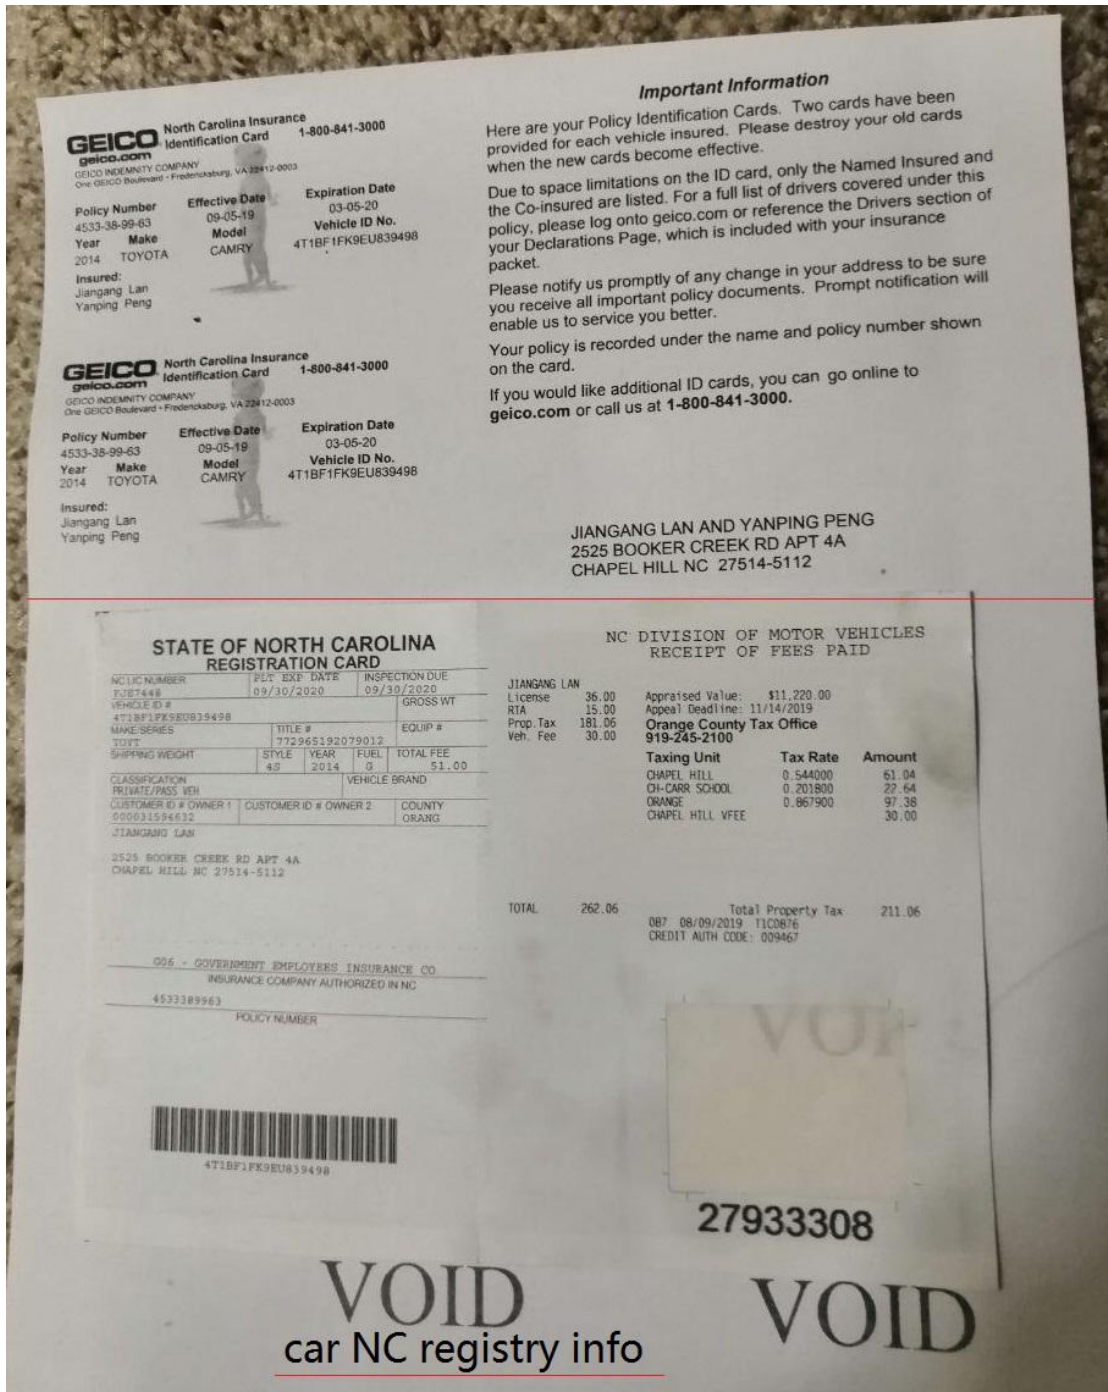 GEICO North Carolina Insurance
geico.com Identification Card 1-800-841-3000
GEICO INDEMNITY COMPANY
One GEICO Boulevard - Fredericksburg, VA 22412-0003
Policy Number Effective Date Expiration Date
4533-38-99-63 09-05-19 03-05-20
Year Make Model Vehicle ID No.
2014 TOYOTA CAMRY 4T1BF1FK9EU839498
Insured:
Jiangang Lan
Yanping Peng
GEICO North Carolina Insurance
geico.com Identification Card 1-800-841-3000
GEICO INDEMNITY COMPANY
One GEICO Boulevard - Fredericksburg, VA 22412-0003
Policy Number Effective Date Expiration Date
4533-38-99-63 09-05-19 03-05-20
Year Make Model Vehicle ID No.
2014 TOYOTA CAMRY 4T1BF1FK9EU839498
Insured:
Jiangang Lan
Yanping Peng
Important Information
Here are your Policy Identification Cards. Two cards have been
provided for each vehicle insured. Please destroy your old cards
when the new cards become effective.
Due to space limitations on the ID card, only the Named Insured and
the Co-insured are listed. For a full list of drivers covered under this
policy, please log onto geico.com or reference the Drivers section of
your Declarations Page, which is included with your insurance
packet.
Please notify us promptly of any change in your address to be sure
you receive all important policy documents. Prompt notification will
enable us to service you better.
Your policy is recorded under the name and policy number shown
on the card.
If you would like additional ID cards, you can go online to
geico.com or call us at 1-800-841-3000.
JIANGANG LAN AND YANPING PENG
2525 BOOKER CREEK RD APT 4A
CHAPEL HILL NC 27514-5112
STATE OF NORTH CAROLINA
REGISTRATION CARD
NC LIC NUMBER PLT EXP DATE INSPECTION DUE
09/30/2020 09/30/2020
VEHICLE ID # GROSS WT
4T1BF1FK9EU839498
MAKE/SERIES TITLE # EQUIP #
TOYT 772965192079012
SHIPPING WEIGHT STYLE YEAR FUEL TOTAL FEE
4S 2014 G 51.00
CLASSIFICATION VEHICLE BRAND
PRIVATE/PASS VEH
CUSTOMER ID # OWNER 1 CUSTOMER ID # OWNER 2 COUNTY
000031594632 ORANG
JIANGANG LAN
2525 BOOKER CREEK RD APT 4A
CHAPEL HILL NC 27514-5112
G06 - GOVERNMENT EMPLOYEES INSURANCE CO
INSURANCE COMPANY AUTHORIZED IN NC
4533389963
POLICY NUMBER
4T1BF1FK9EU839498
NC DIVISION OF MOTOR VEHICLES
RECEIPT OF FEES PAID
JIANGANG LAN
License 36.00 Appraised Value: $11,220.00
RTA 15.00 Appeal Deadline: 11/14/2019
Prop.Tax 181.06 Orange County Tax Office
Veh. Fee 30.00 919-245-2100
Taxing Unit Tax Rate Amount
CHAPEL HILL 0.544000 61.04
CH-CARR SCHOOL 0.201800 22.64
ORANGE 0.867900 97.38
CHAPEL HILL VFEE 30.00
TOTAL 262.06 Total Property Tax 211.06
087 08/09/2019 T1C0876
CREDIT AUTH CODE: 009467
27933308
VOID VOID
car NC registry info